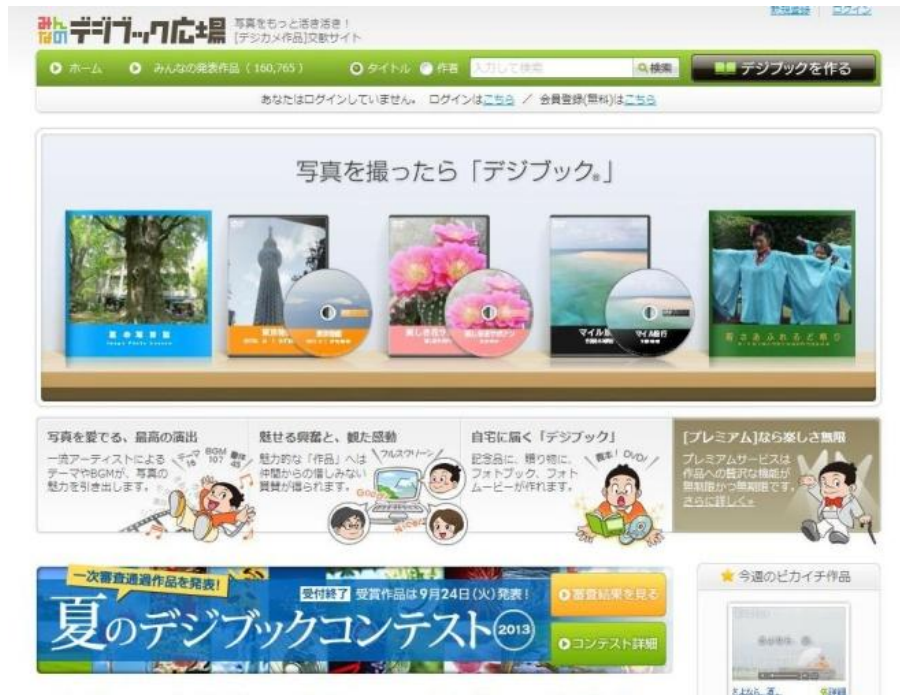 新規登録 ログイン
みんなの デジブック広場
写真をもっと活き活き！
[デジカメ作品]交歓サイト
ホーム みんなの発表作品 ( 160,765 ) タイトル 作者 入力して検索 検索 デジブックを作る
あなたはログインしていません。 ログインはこちら / 会員登録(無料)はこちら
写真を撮ったら「デジブック®」
写真を愛でる、最高の演出
一流アーティストによる
テーマやBGMが、写真の
魅力を引き出します。
テーマ 16 BGM 107
魅せる興奮と、観た感動
魅力的な「作品」へは
仲間からの惜しみない
賛賛が得られます。
フルスクリーン
Good
Nice!
自宅に届く「デジブック」
記念品に、贈り物に、
フォトブック、フォト
ムービーが作れます。
DVD!
[プレミアム]なら楽しさ無限
プレミアムサービスは
作品への贅沢な機能が
無制限かつ無期限です。
さらに詳しく»
一次審査通過作品を発表！
受付終了 受賞作品は9月24日(火)発表！
夏のデジブックコンテスト2013
審査結果を見る
コンテスト詳細
今週のピカイチ作品